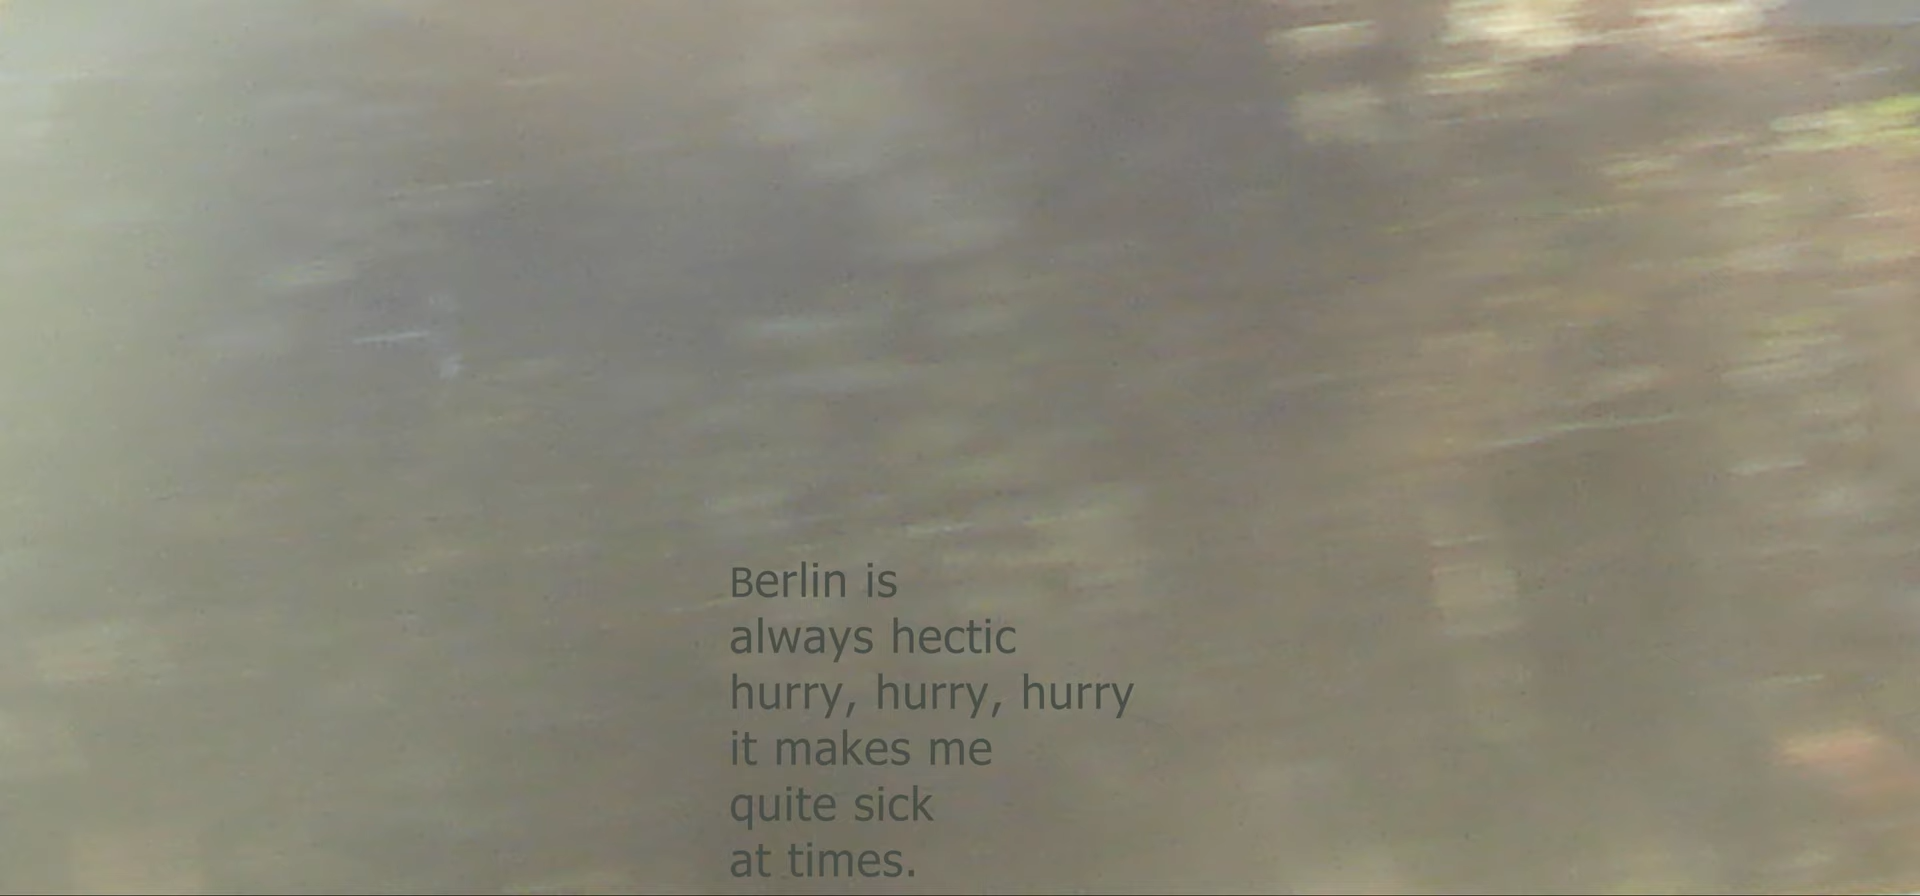 Berlin is
always hectic
hurry, hurry, hurry
it makes me
quite sick
at times.